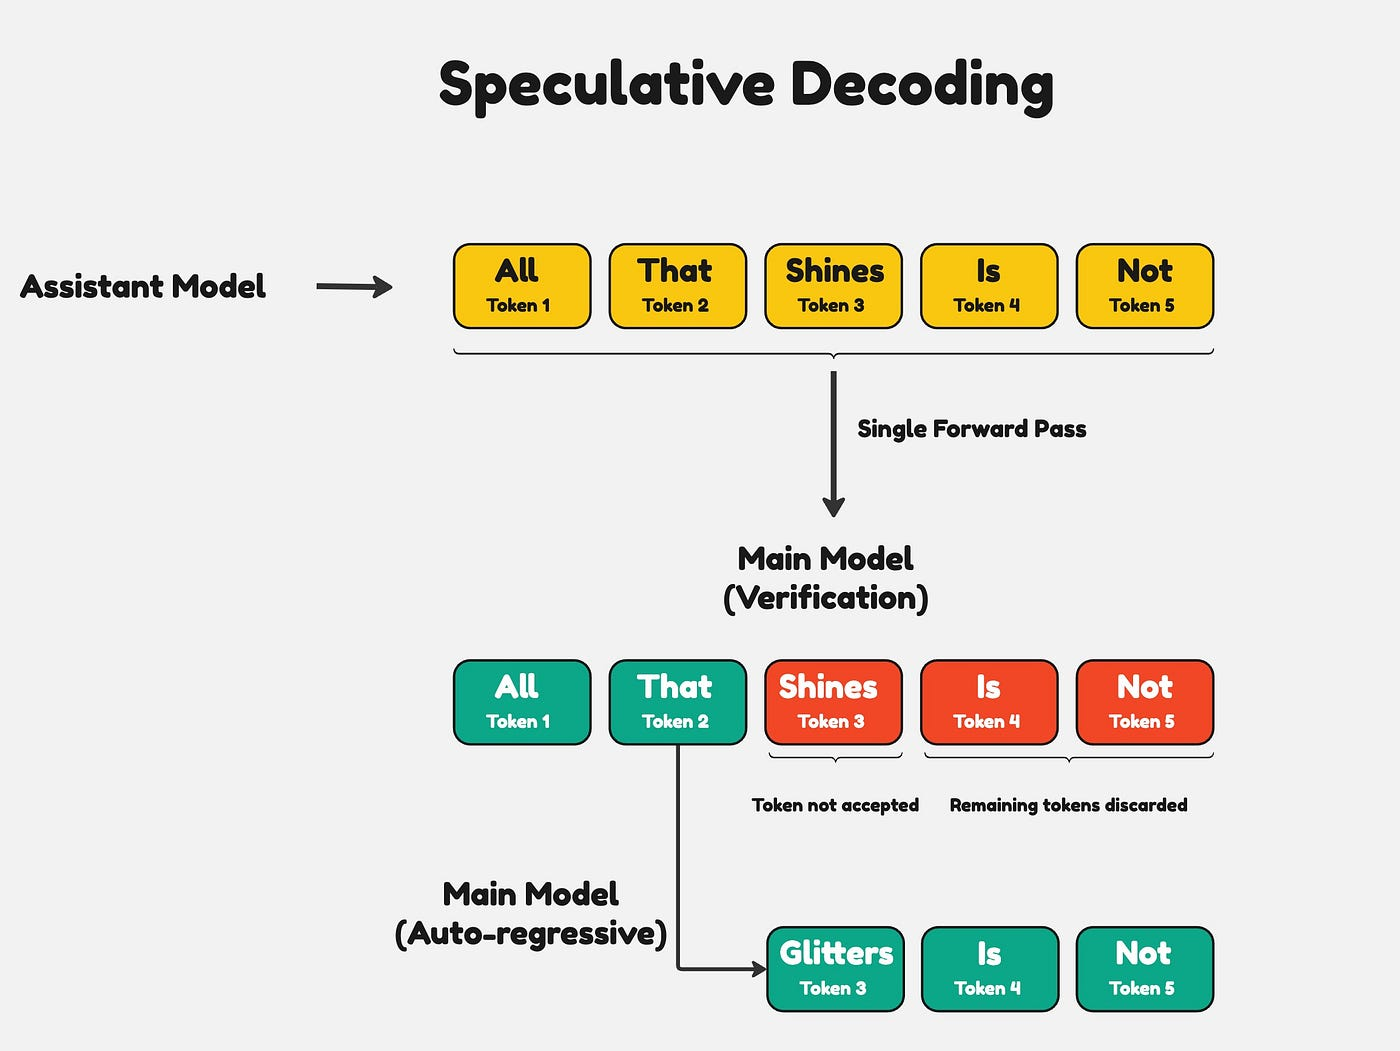 Speculative Decoding
Assistant Model
All
Token 1
That
Token 2
Shines
Token 3
Is
Token 4
Not
Token 5
Single Forward Pass
Main Model
(Verification)
All
Token 1
That
Token 2
Shines
Token 3
Is
Token 4
Not
Token 5
Token not accepted
Remaining tokens discarded
Main Model
(Auto-regressive)
Glitters
Token 3
Is
Token 4
Not
Token 5